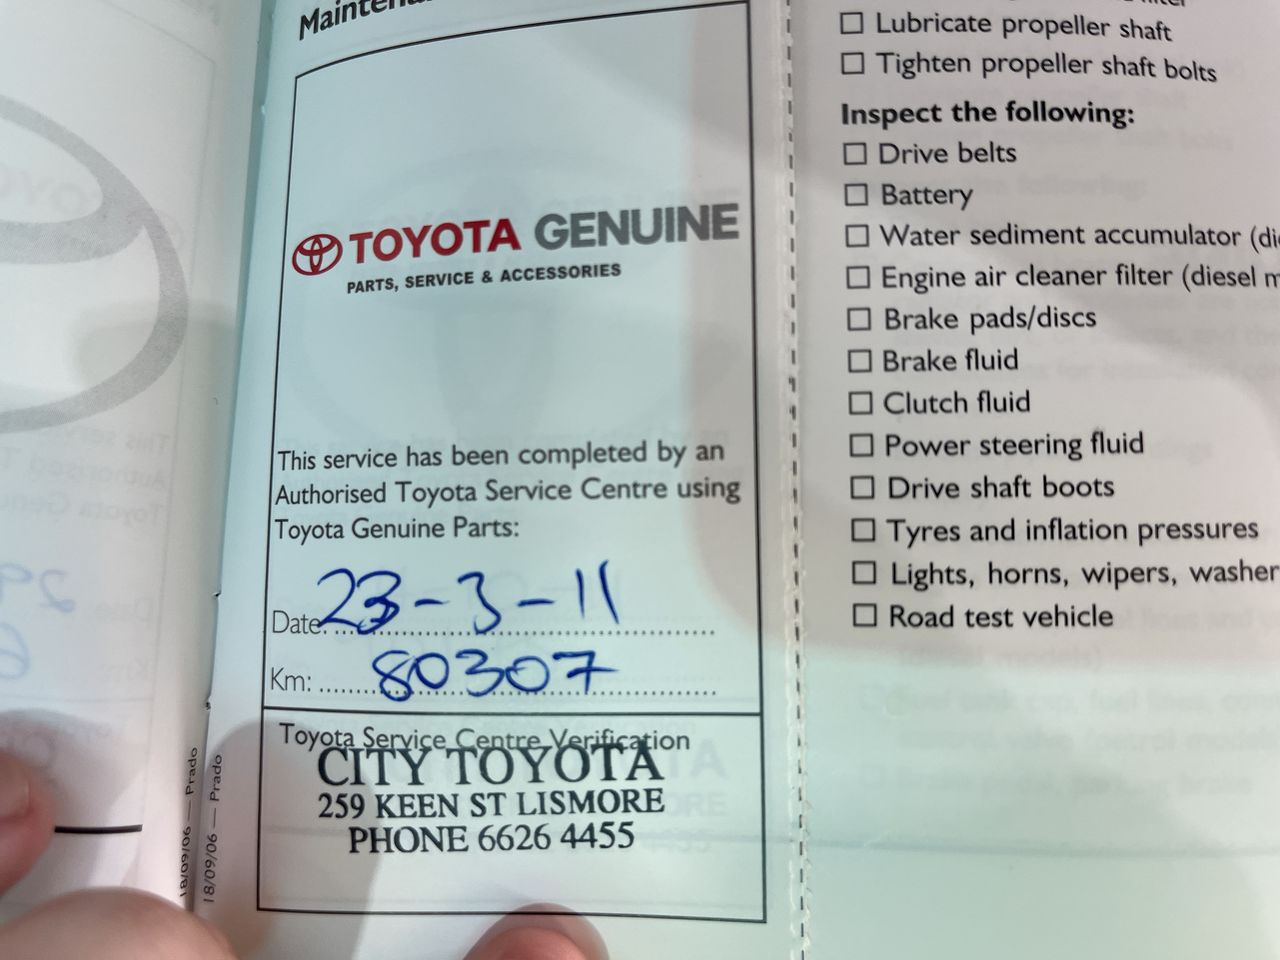 TOYOTA GENUINE
PARTS, SERVICE & ACCESSORIES
This service has been completed by an
Authorised Toyota Service Centre using
Toyota Genuine Parts:
Date: 23-3-11
Km: 80307
Toyota Service Centre Verification
CITY TOYOTA
259 KEEN ST LISMORE
PHONE 6626 4455
18/09/06 — Prado
18/09/06 — Prado
☐ Lubricate propeller shaft
☐ Tighten propeller shaft bolts
Inspect the following:
☐ Drive belts
☐ Battery
☐ Water sediment accumulator
☐ Engine air cleaner filter (diesel
☐ Brake pads/discs
☐ Brake fluid
☐ Clutch fluid
☐ Power steering fluid
☐ Drive shaft boots
☐ Tyres and inflation pressures
☐ Lights, horns, wipers, washer
☐ Road test vehicle